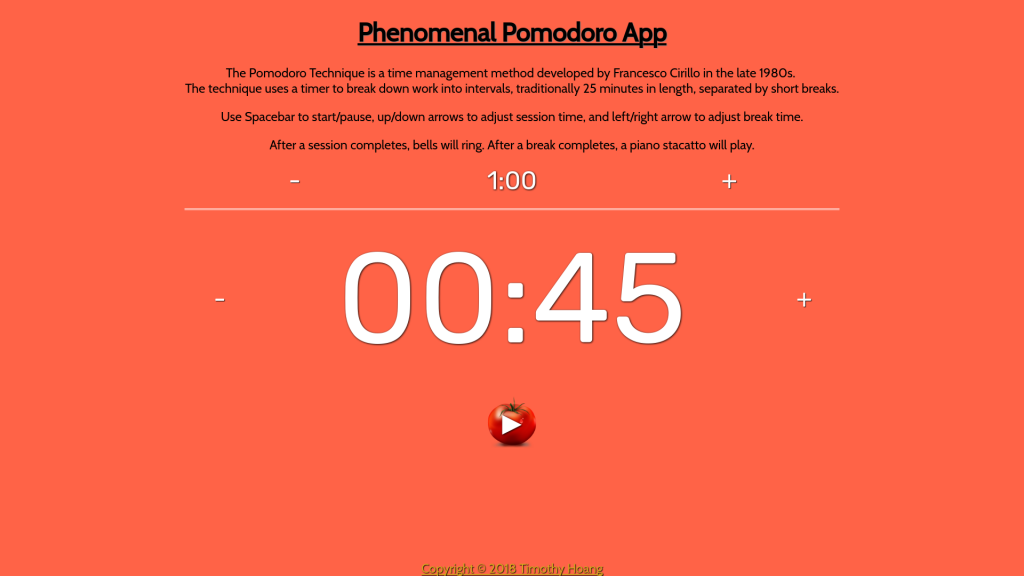 Phenomenal Pomodoro App
The Pomodoro Technique is a time management method developed by Francesco Cirillo in the late 1980s.
The technique uses a timer to break down work into intervals, traditionally 25 minutes in length, separated by short breaks.
Use Spacebar to start/pause, up/down arrows to adjust session time, and left/right arrow to adjust break time.
After a session completes, bells will ring. After a break completes, a piano stacatto will play.
- 1:00 +
- 00:45 +
Copyright © 2018 Timothy Hoang